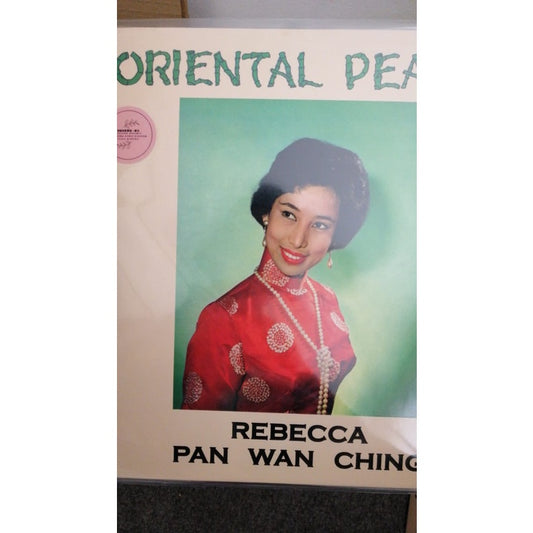 ORIENTAL PEA
REBECCA
PAN WAN CHING